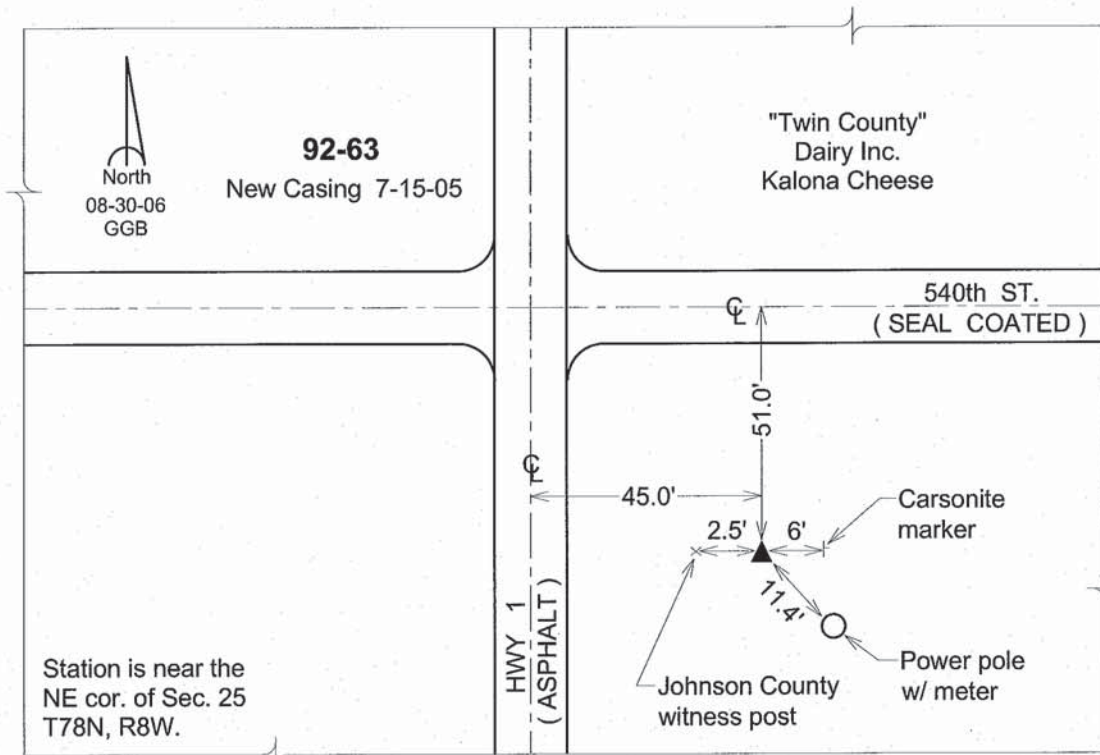 North
08-30-06
GGB
92-63
New Casing 7-15-05
"Twin County"
Dairy Inc.
Kalona Cheese
℄
540th ST.
( SEAL COATED )
51.0'
℄
45.0'
2.5'
6'
Carsonite
marker
11.4'
HWY 1
( ASPHALT )
Power pole
w/ meter
Johnson County
witness post
Station is near the
NE cor. of Sec. 25
T78N, R8W.